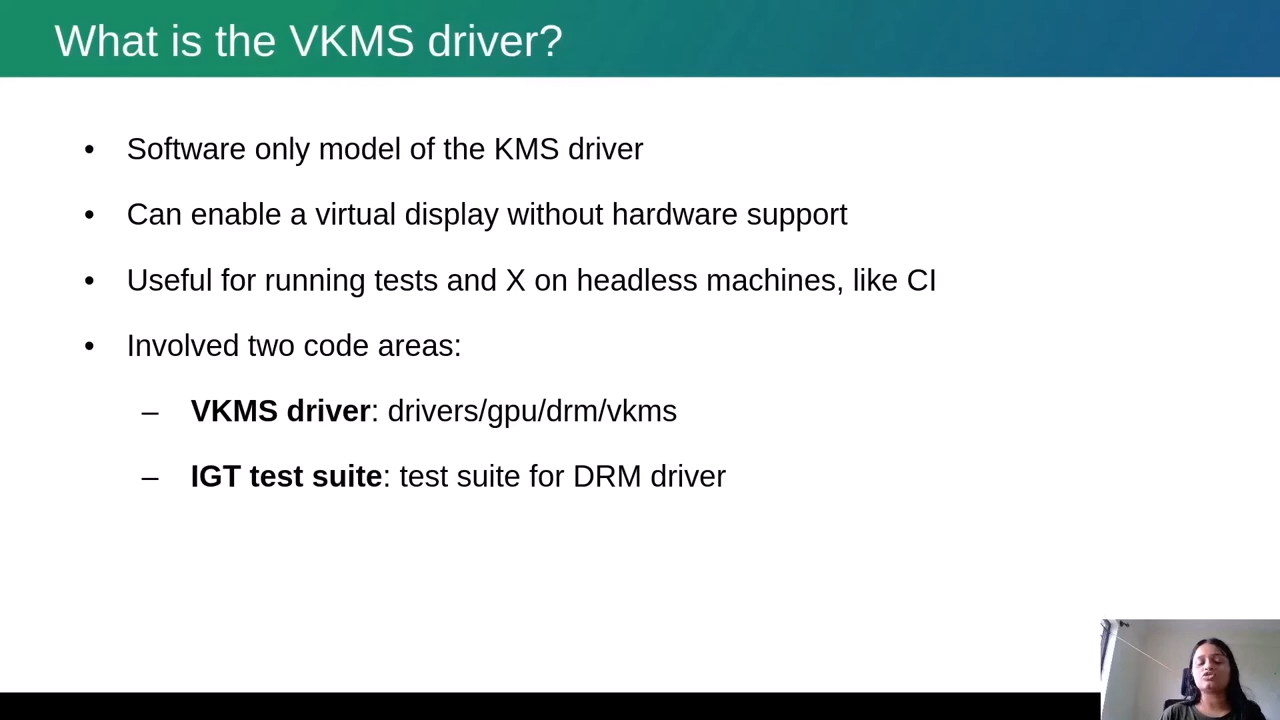 What is the VKMS driver?
• Software only model of the KMS driver
• Can enable a virtual display without hardware support
• Useful for running tests and X on headless machines, like CI
• Involved two code areas:
– VKMS driver: drivers/gpu/drm/vkms
– IGT test suite: test suite for DRM driver